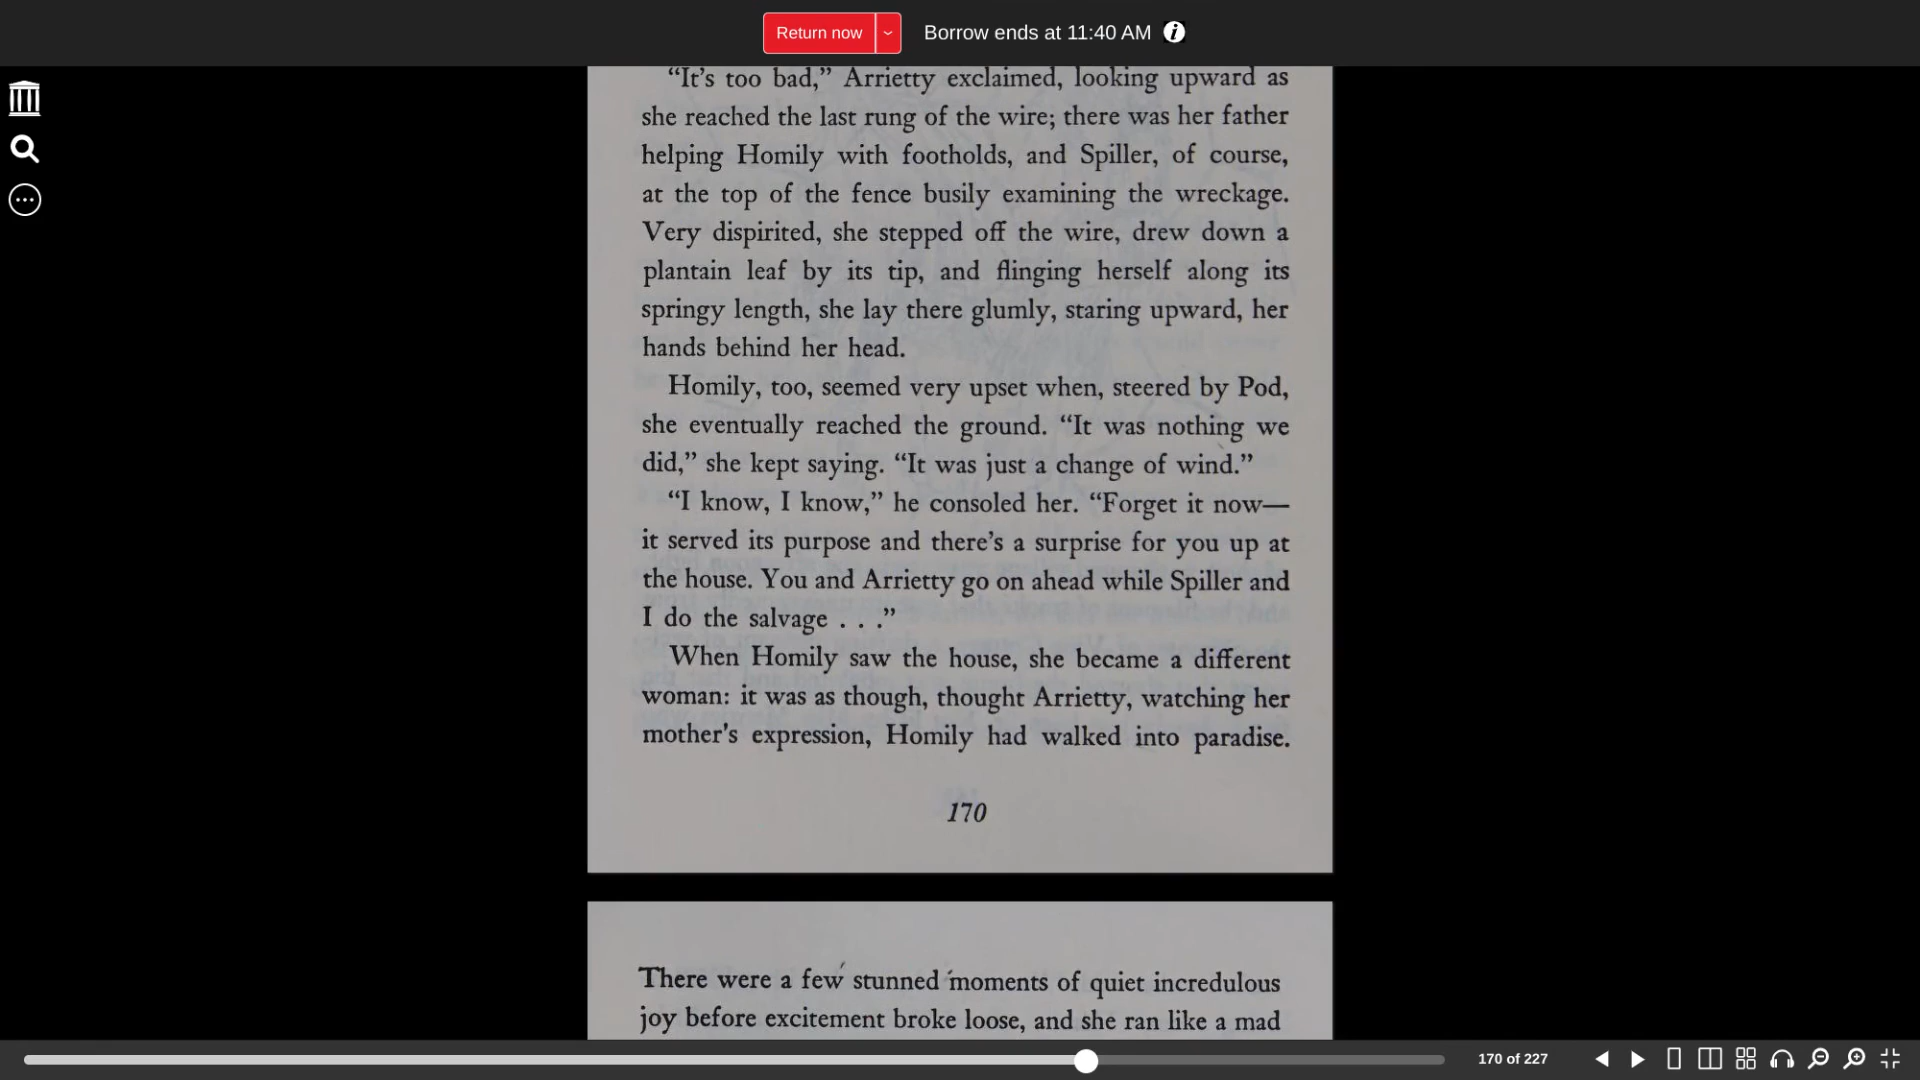 Return now
Borrow ends at 11:40 AM
“It’s too bad,” Arrietty exclaimed, looking upward as
she reached the last rung of the wire; there was her father
helping Homily with footholds, and Spiller, of course,
at the top of the fence busily examining the wreckage.
Very dispirited, she stepped off the wire, drew down a
plantain leaf by its tip, and flinging herself along its
springy length, she lay there glumly, staring upward, her
hands behind her head.
Homily, too, seemed very upset when, steered by Pod,
she eventually reached the ground. “It was nothing we
did,” she kept saying. “It was just a change of wind.”
“I know, I know,” he consoled her. “Forget it now—
it served its purpose and there’s a surprise for you up at
the house. You and Arrietty go on ahead while Spiller and
I do the salvage . . .”
When Homily saw the house, she became a different
woman: it was as though, thought Arrietty, watching her
mother's expression, Homily had walked into paradise.
170
There were a few stunned moments of quiet incredulous
joy before excitement broke loose, and she ran like a mad
170 of 227